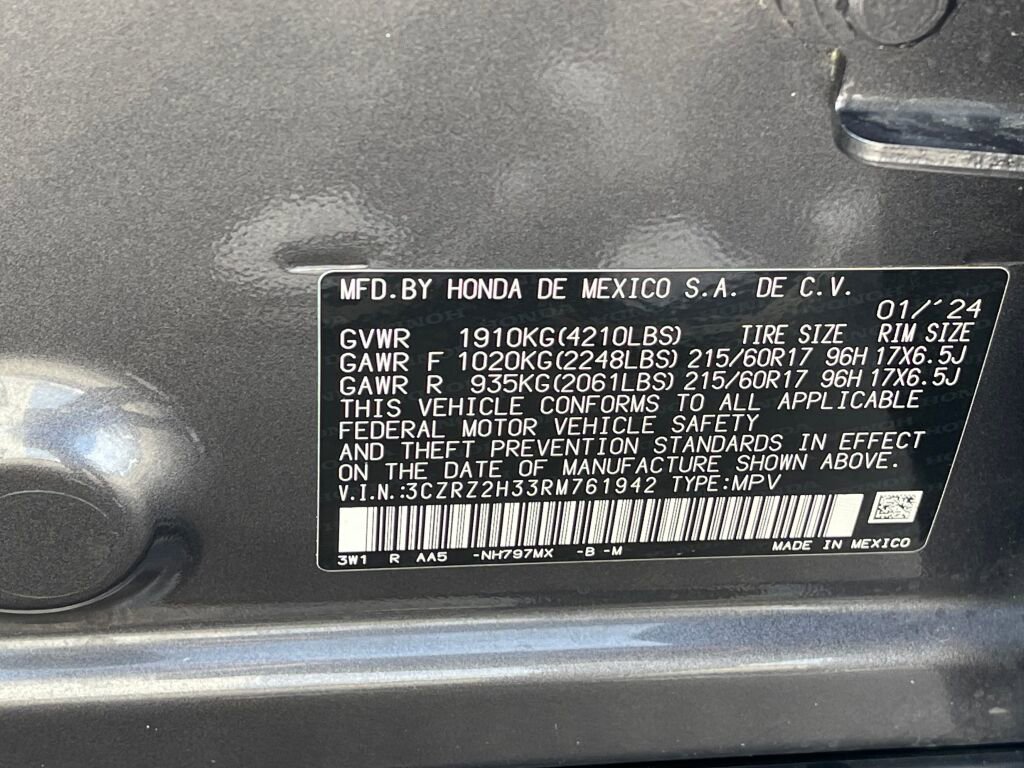 MFD.BY HONDA DE MEXICO S.A. DE C.V.
01/'24
GVWR 1910KG(4210LBS) TIRE SIZE RIM SIZE
GAWR F 1020KG(2248LBS) 215/60R17 96H 17X6.5J
GAWR R 935KG(2061LBS) 215/60R17 96H 17X6.5J
THIS VEHICLE CONFORMS TO ALL APPLICABLE
FEDERAL MOTOR VEHICLE SAFETY
AND THEFT PREVENTION STANDARDS IN EFFECT
ON THE DATE OF MANUFACTURE SHOWN ABOVE.
V.I.N.:3CZRZ2H33RM761942 TYPE:MPV
3W1 R AA5 -NH797MX -B -M MADE IN MEXICO